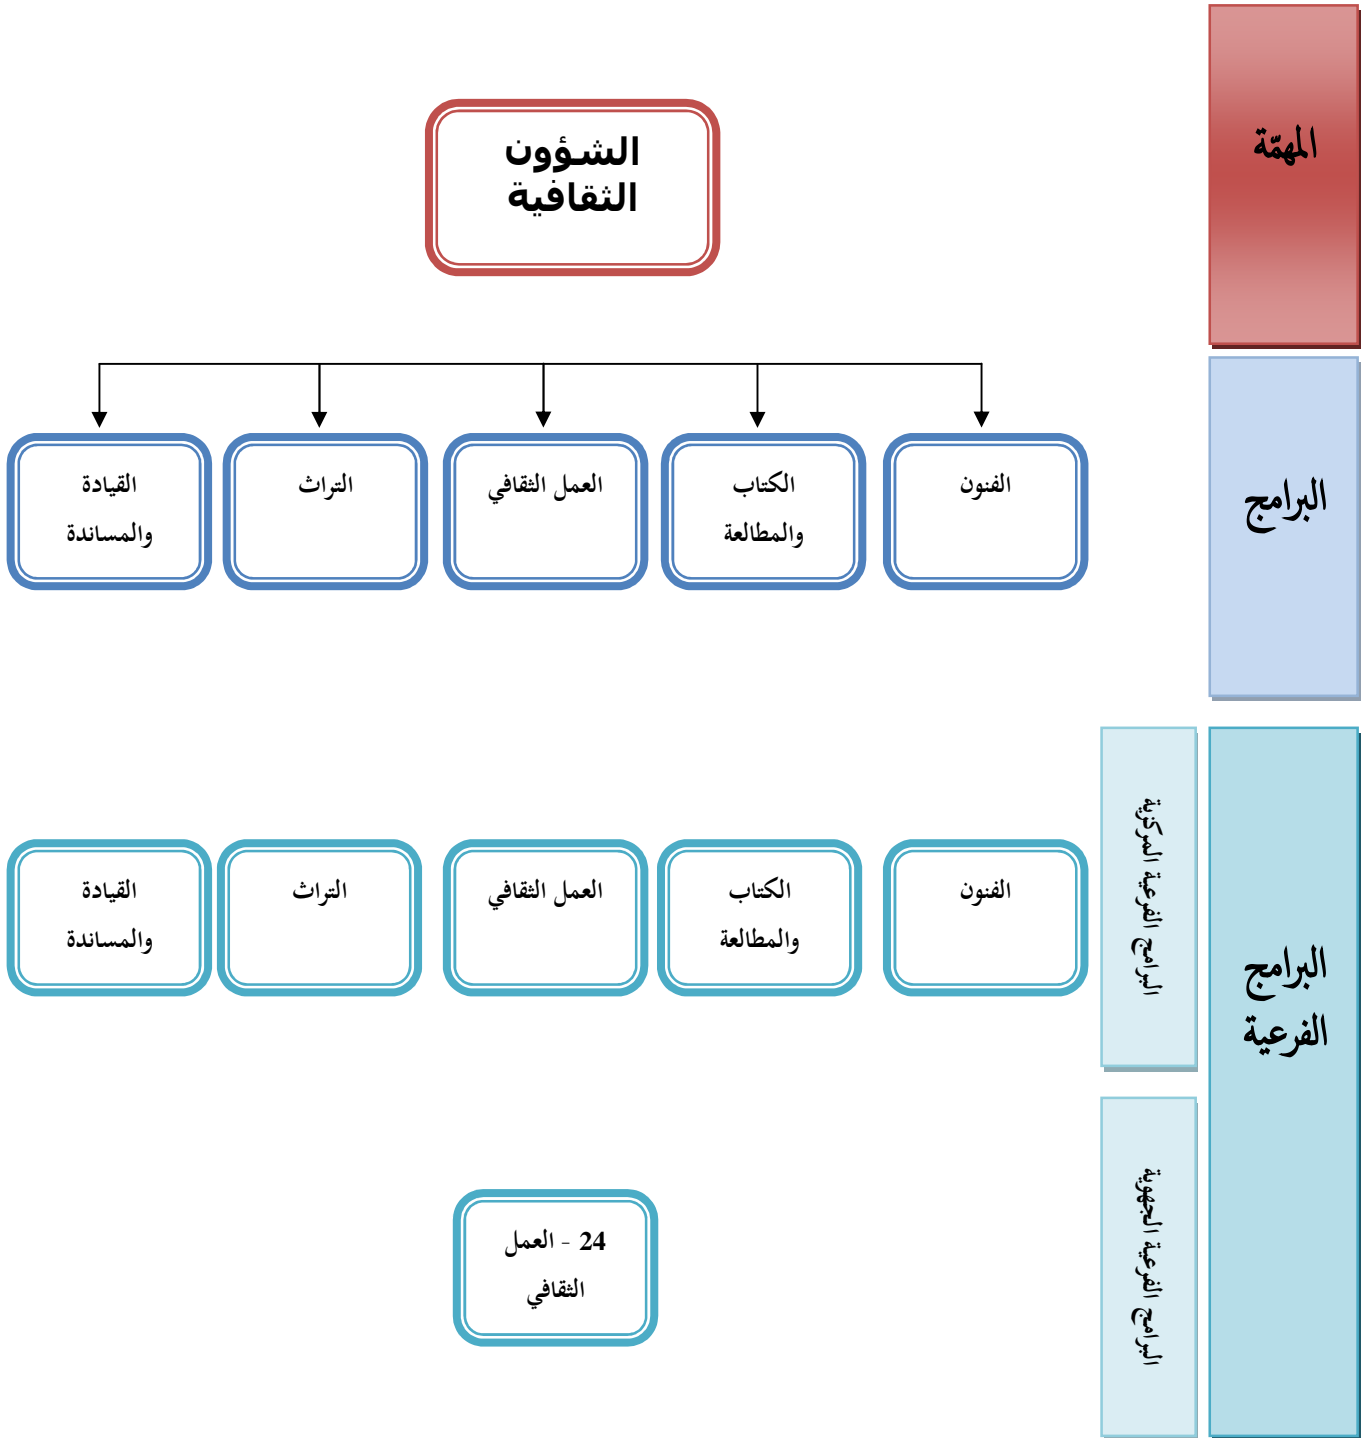 المهمّة
الشؤون
الثقافية
البرامج
الفنون
الكتاب
والمطالعة
العمل الثقافي
التراث
القيادة
والمساندة
البرامج
الفرعية
البرامج الفرعية المركزية
الفنون
الكتاب
والمطالعة
العمل الثقافي
التراث
القيادة
والمساندة
البرامج الفرعية الجهوية
24 - العمل
الثقافي